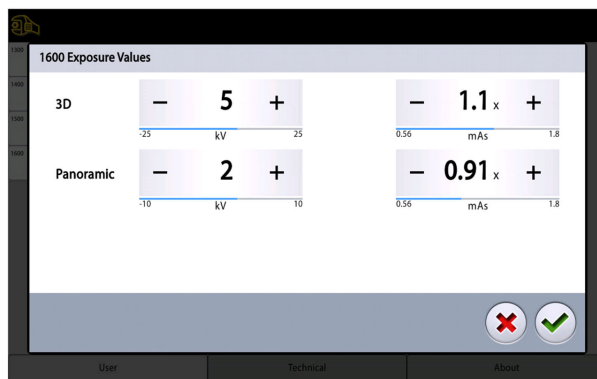 1300
1600 Exposure Values
1400
3D
− 5 +
− 1.1 x +
-25 kV 25
0.56 mAs 1.8
1500
1600
Panoramic
− 2 +
− 0.91 x +
-10 kV 10
0.56 mAs 1.8
User
Technical
About